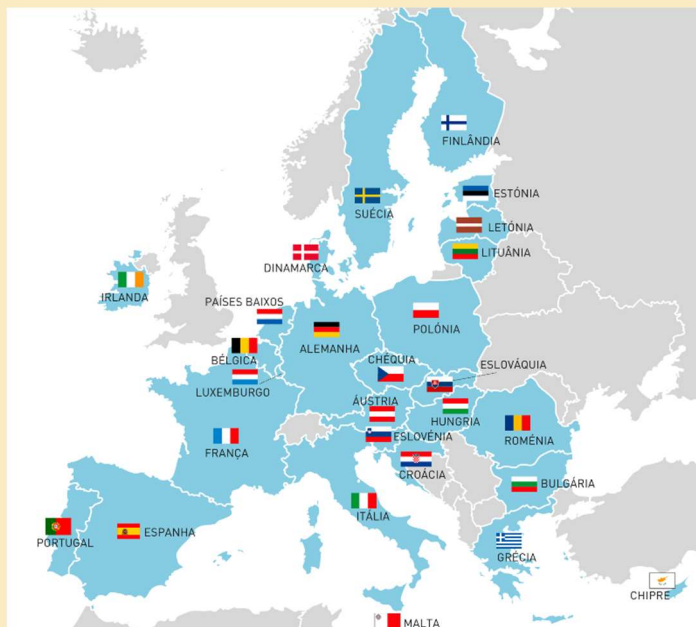 FINLÂNDIA
ESTÓNIA
SUÉCIA
LETÓNIA
LITUÂNIA
DINAMARCA
IRLANDA
PAÍSES BAIXOS
POLÓNIA
ALEMANHA
BÉLGICA
CHÉQUIA
ESLOVÁQUIA
LUXEMBURGO
ÁUSTRIA
HUNGRIA
ESLOVÉNIA
ROMÉNIA
FRANÇA
CROÁCIA
BULGÁRIA
ITÁLIA
ESPANHA
PORTUGAL
GRÉCIA
CHIPRE
MALTA